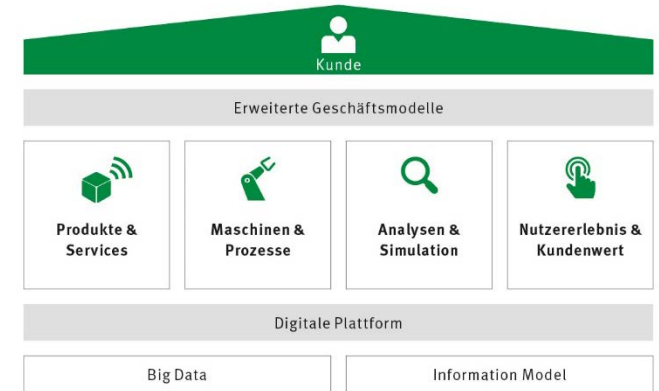 Kunde
Erweiterte Geschäftsmodelle
Produkte &
Services
Maschinen &
Prozesse
Analysen &
Simulation
Nutzererlebnis &
Kundenwert
Digitale Plattform
Big Data
Information Model